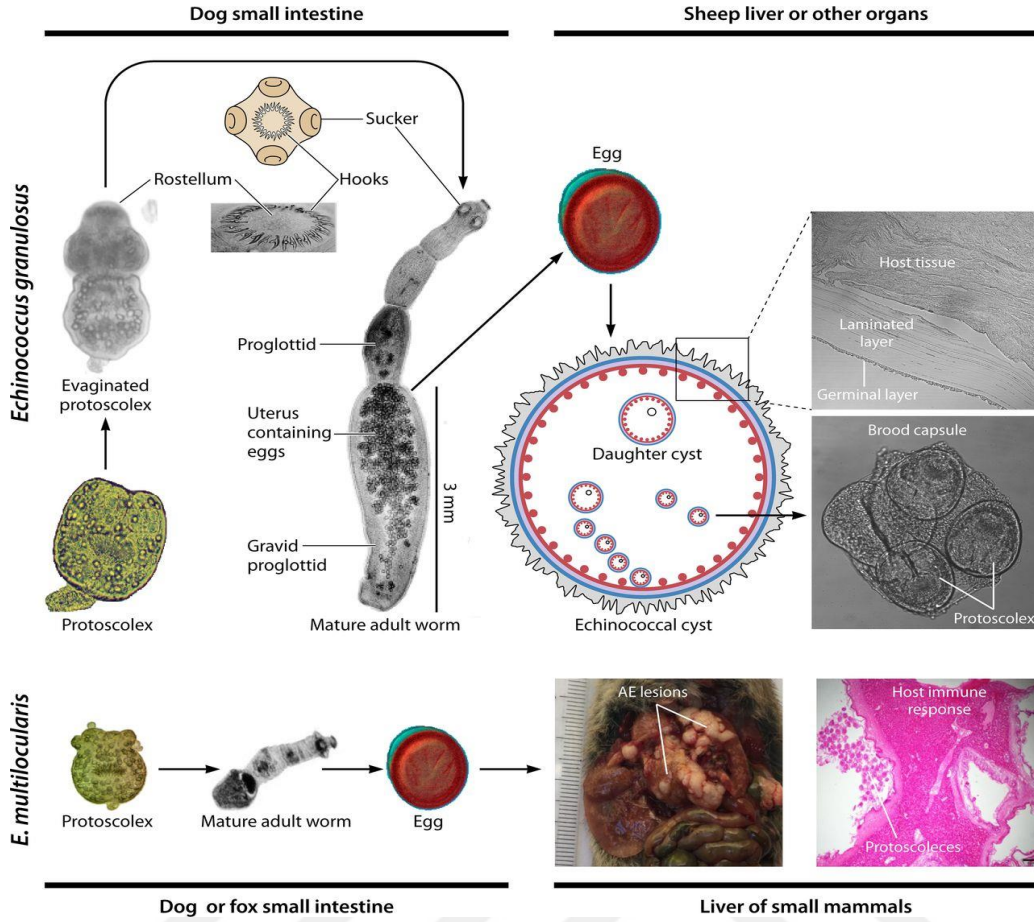 Dog small intestine
Sheep liver or other organs
Echinococcus granulosus
Sucker
Rostellum
Hooks
Egg
Evaginated
protoscolex
Proglottid
Uterus
containing
eggs
3 mm
Gravid
proglottid
Protoscolex
Mature adult worm
Daughter cyst
Echinococcal cyst
Host tissue
Laminated
layer
Germinal layer
Brood capsule
Protoscolex
E. multilocularis
Protoscolex
Mature adult worm
Egg
AE lesions
Host immune
response
Protoscoleces
Dog or fox small intestine
Liver of small mammals